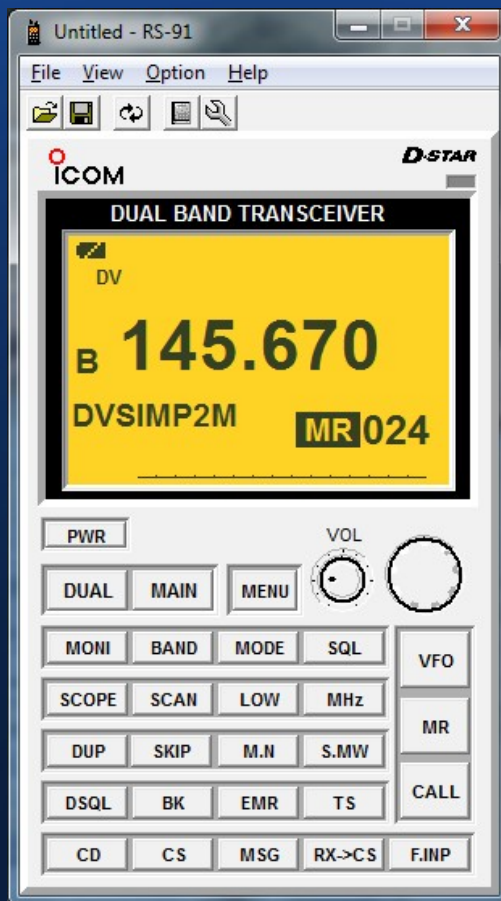 Untitled - RS-91
File View Option Help
ICOM
D-STAR
DUAL BAND TRANSCEIVER
DV
B 145.670
DVSIMP2M MR 024
PWR
VOL
DUAL MAIN MENU
MONI BAND MODE SQL
VFO
SCOPE SCAN LOW MHz
MR
DUP SKIP M.N S.MW
CALL
DSQL BK EMR TS
CD CS MSG RX->CS F.INP